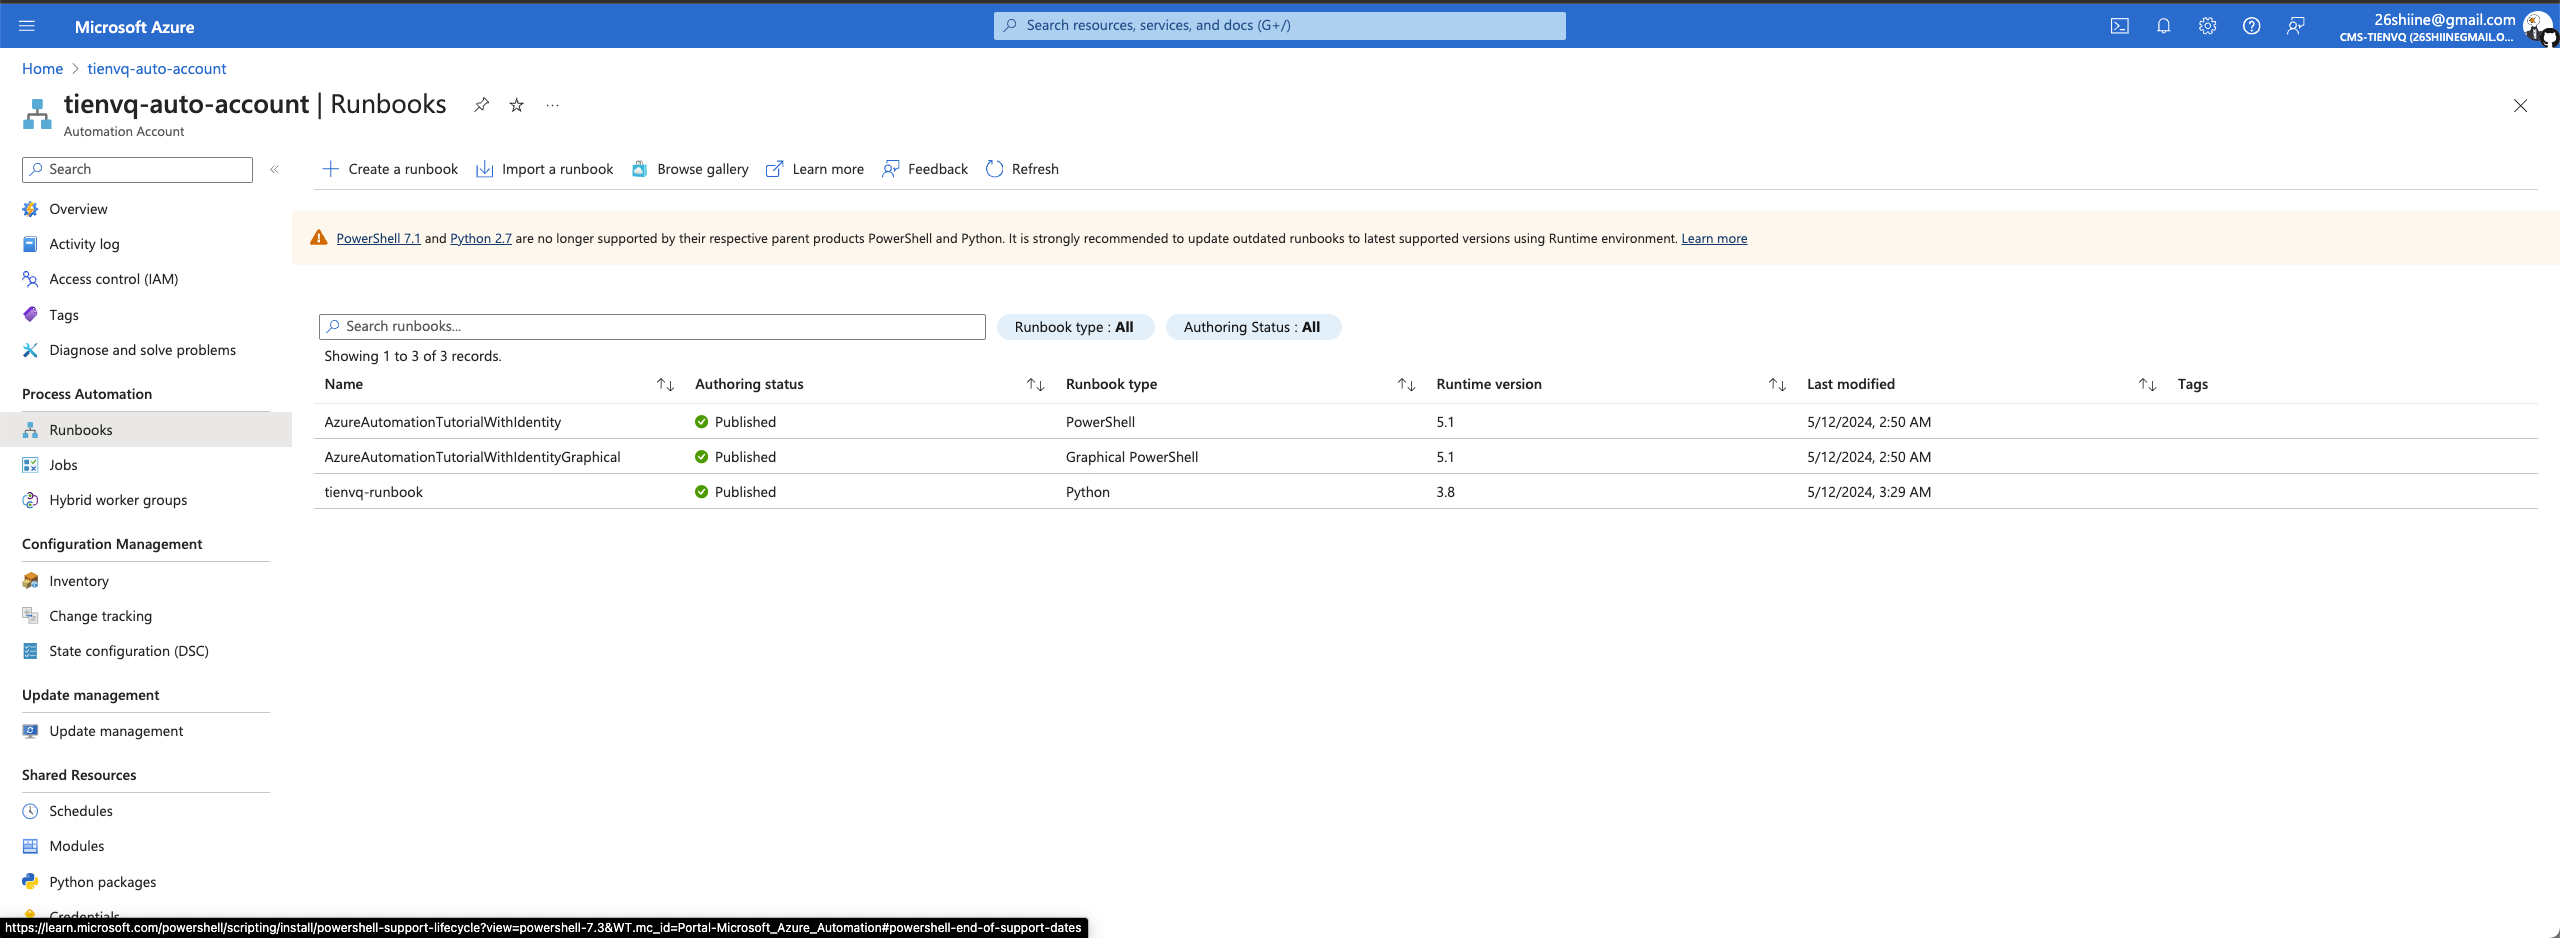 Microsoft Azure
Search resources, services, and docs (G+/)
26shiine@gmail.com
CMS-TIENVQ (26SHIINEGMAIL.O...
Home > tienvq-auto-account
tienvq-auto-account | Runbooks
...
Automation Account
Search
«
Create a runbook
Import a runbook
Browse gallery
Learn more
Feedback
Refresh
Overview
Activity log
Access control (IAM)
Tags
Diagnose and solve problems
Process Automation
Runbooks
Jobs
Hybrid worker groups
Configuration Management
Inventory
Change tracking
State configuration (DSC)
Update management
Update management
Shared Resources
Schedules
Modules
Python packages
Credentials
PowerShell 7.1 and Python 2.7 are no longer supported by their respective parent products PowerShell and Python. It is strongly recommended to update outdated runbooks to latest supported versions using Runtime environment. Learn more
Search runbooks...
Runbook type : All
Authoring Status : All
Showing 1 to 3 of 3 records.
Name Authoring status Runbook type Runtime version Last modified Tags
AzureAutomationTutorialWithIdentity Published PowerShell 5.1 5/12/2024, 2:50 AM
AzureAutomationTutorialWithIdentityGraphical Published Graphical PowerShell 5.1 5/12/2024, 2:50 AM
tienvq-runbook Published Python 3.8 5/12/2024, 3:29 AM
https://learn.microsoft.com/powershell/scripting/install/powershell-support-lifecycle?view=powershell-7.3&WT.mc_id=Portal-Microsoft_Azure_Automation#powershell-end-of-support-dates